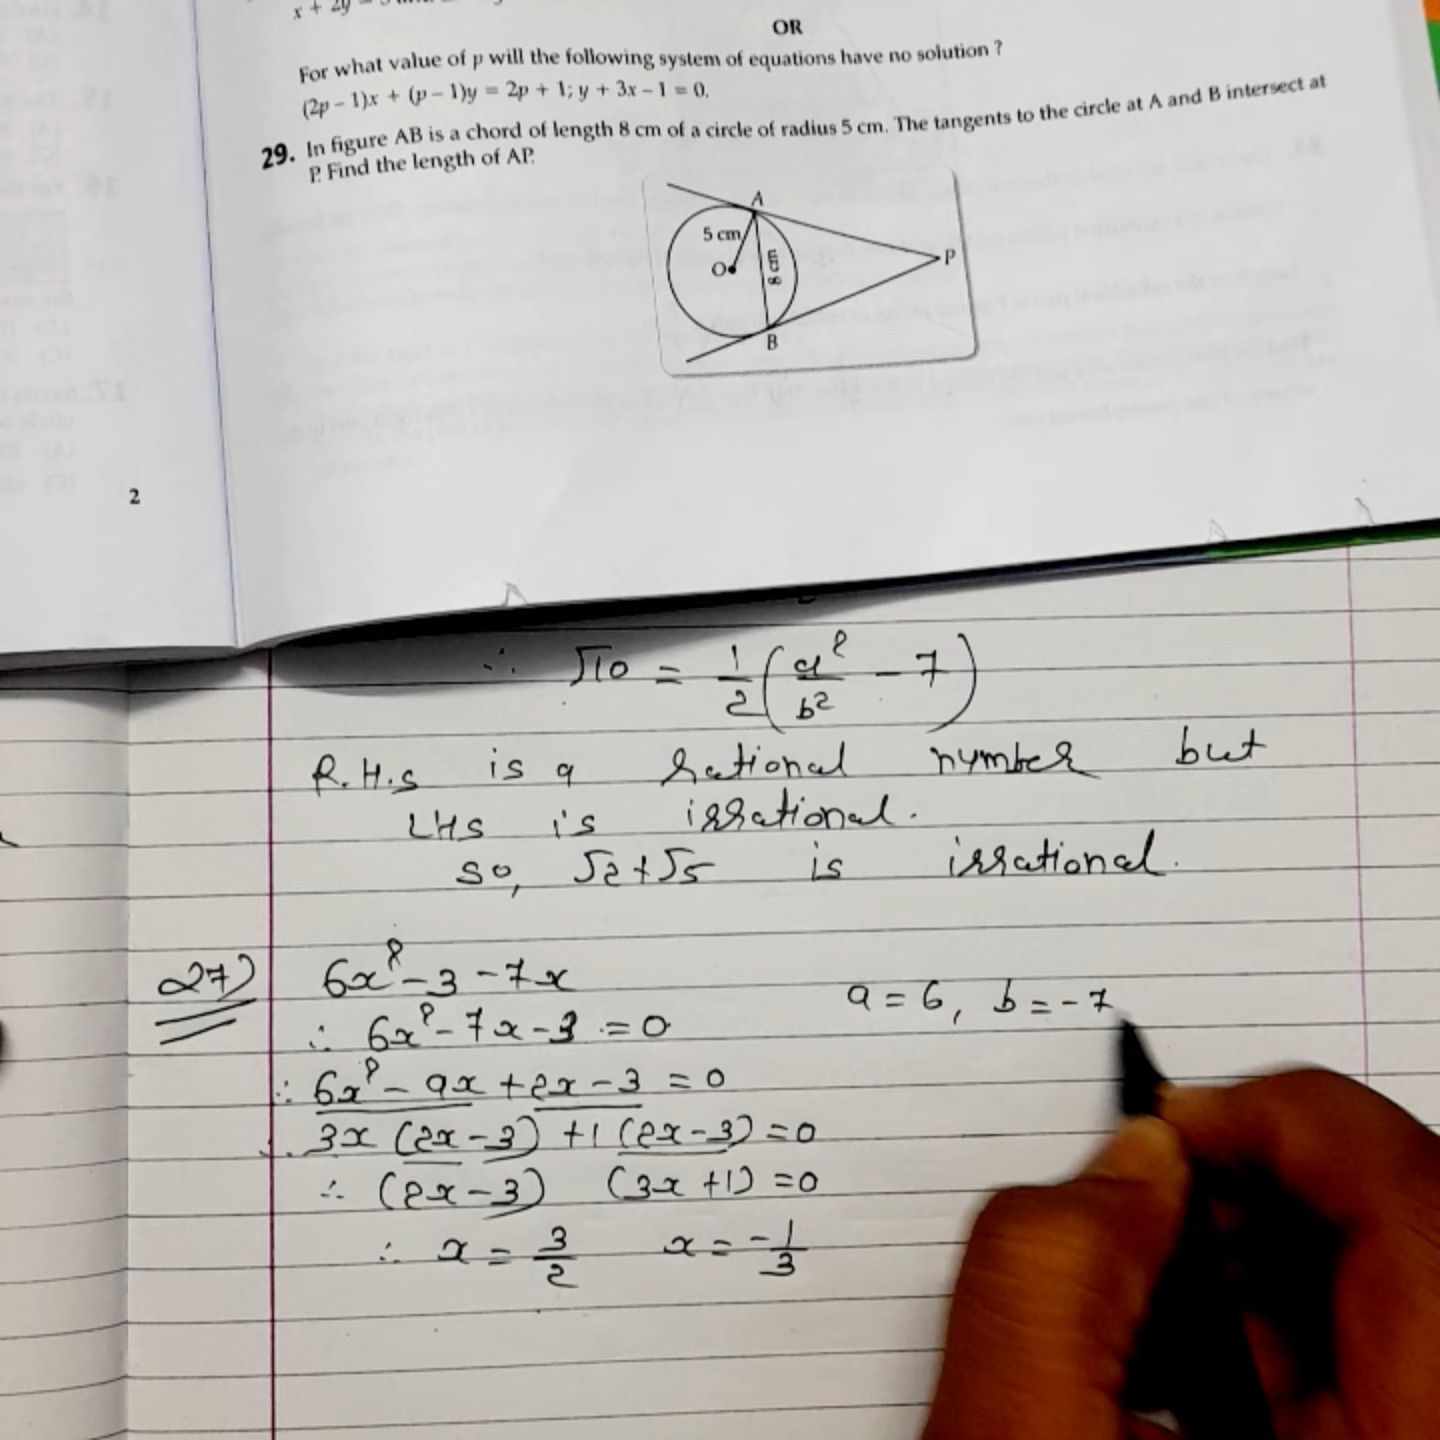 x + 2y
OR
For what value of p will the following system of equations have no solution ?
(2p – 1)x + (p – 1)y = 2p + 1; y + 3x – 1 = 0.
29. In figure AB is a chord of length 8 cm of a circle of radius 5 cm. The tangents to the circle at A and B intersect at
P. Find the length of AP.
A
5 cm
O
8 cm
P
B
2
∴ √10 = 1/2 (a²/b² – 7)
R.H.S is a rational number but
LHS is irrational.
so, √2+√5 is irrational.
27) 6x² – 3 – 7x
∴ 6x² – 7x – 3 = 0
a = 6, b = –7
∴ 6x² – 9x + 2x – 3 = 0
∴ 3x (2x – 3) + 1 (2x – 3) = 0
∴ (2x – 3) (3x + 1) = 0
∴ x = 3/2 x = –1/3